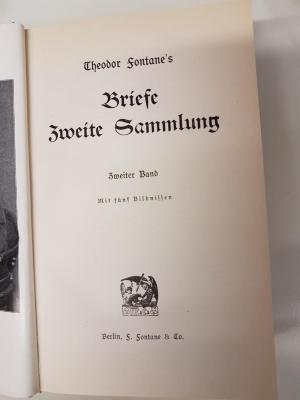 Theodor Fontane's
Briefe
Zweite Sammlung
Zweiter Band
Mit fünf Bildnissen
Berlin, F. Fontane & Co.